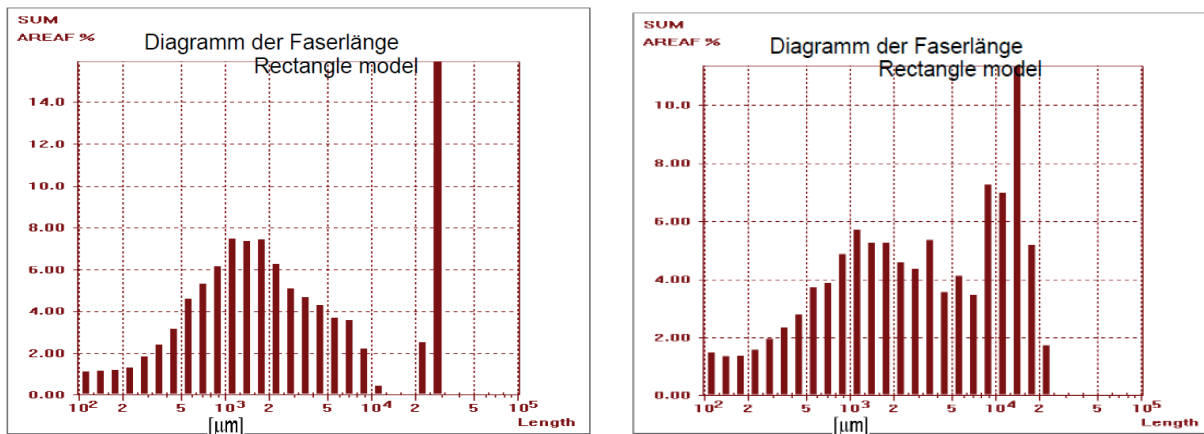 SUM
AREAF %
Diagramm der Faserlänge
Rectangle model
14.0
12.0
10.0
8.00
6.00
4.00
2.00
0.00
10² 2 5 10³ 2 5 10⁴ 2 5 10⁵
[µm]
Length
SUM
AREAF %
Diagramm der Faserlänge
Rectangle model
10.0
8.00
6.00
4.00
2.00
0.00
10² 2 5 10³ 2 5 10⁴ 2 5 10⁵
[µm]
Length